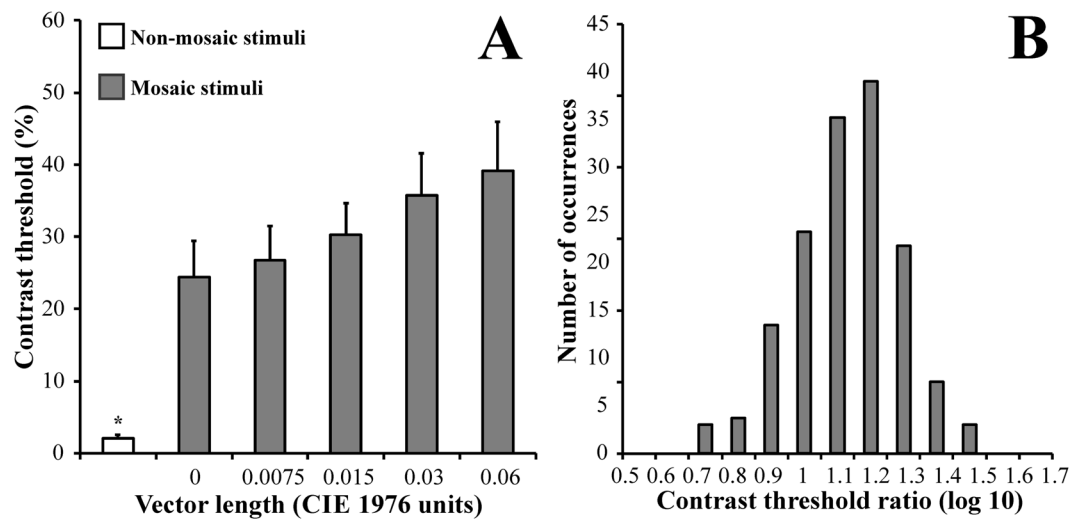 A
Non-mosaic stimuli
Mosaic stimuli
Contrast threshold (%)
60
50
40
30
20
10
0
*
0 0.0075 0.015 0.03 0.06
Vector length (CIE 1976 units)
B
Number of occurrences
45
40
35
30
25
20
15
10
5
0
0.5 0.6 0.7 0.8 0.9 1 1.1 1.2 1.3 1.4 1.5 1.6 1.7
Contrast threshold ratio (log 10)